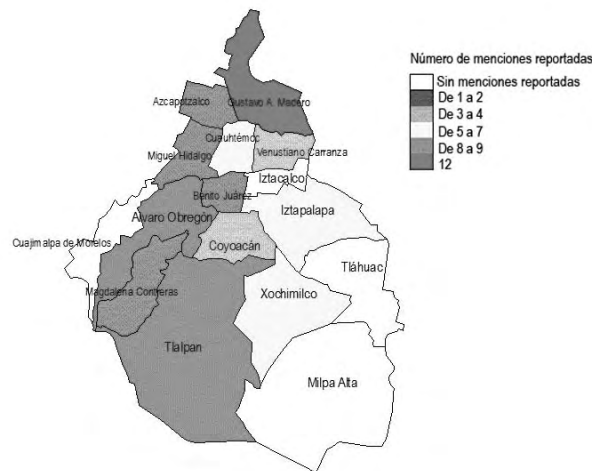 Número de menciones reportadas
Sin menciones reportadas
De 1 a 2
De 3 a 4
De 5 a 7
De 8 a 9
12
Azcapotzalco
Gustavo A. Madero
Cuauhtémoc
Miguel Hidalgo
Venustiano Carranza
Iztacalco
Benito Juárez
Iztapalapa
Alvaro Obregón
Cuajimalpa de Morelos
Coyoacán
Tláhuac
Magdalena Contreras
Xochimilco
Tlalpan
Milpa Alta